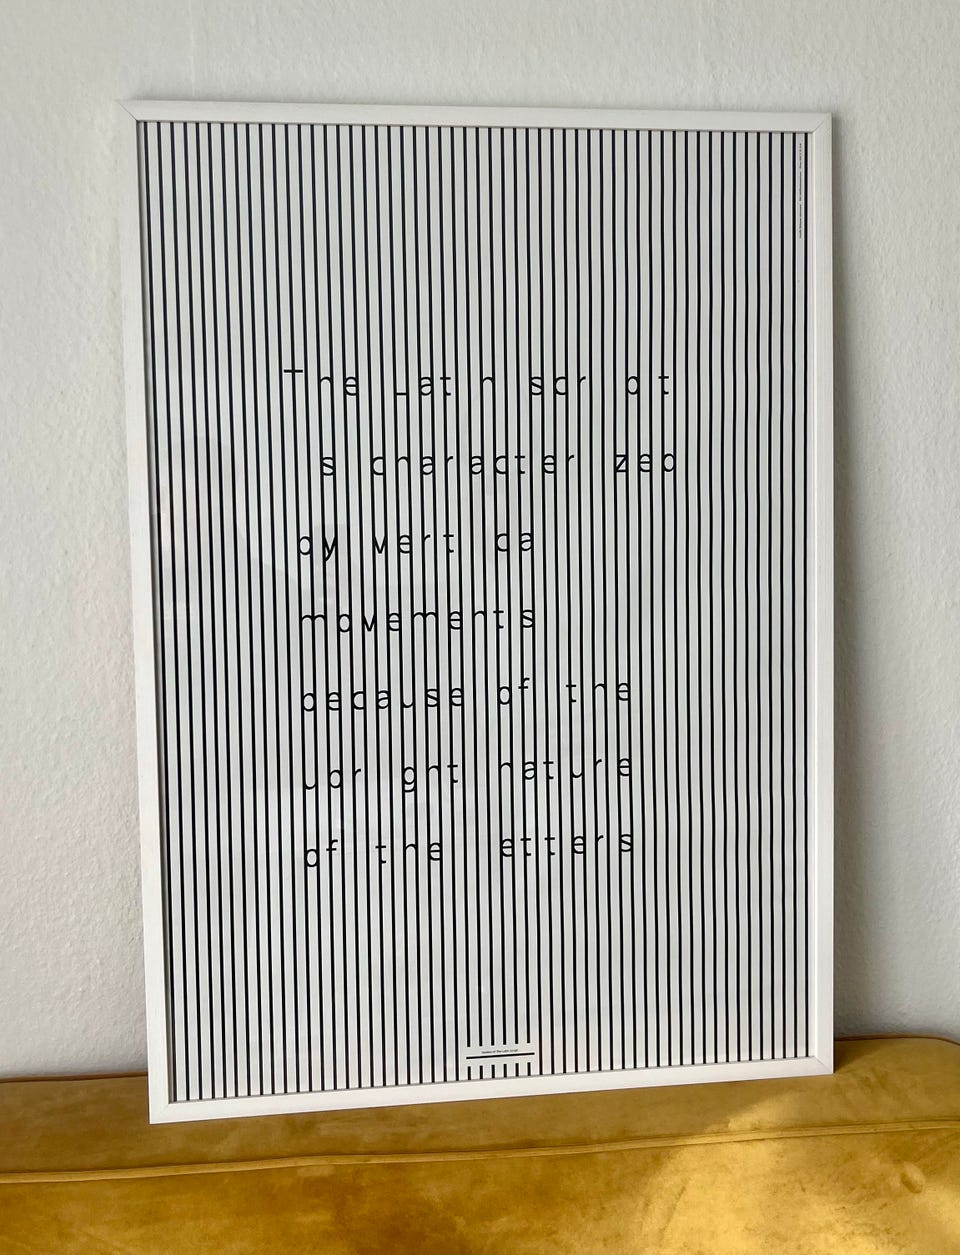 The Latin script
is characterized
by vertical
movements
because of the
upright nature
of the letters